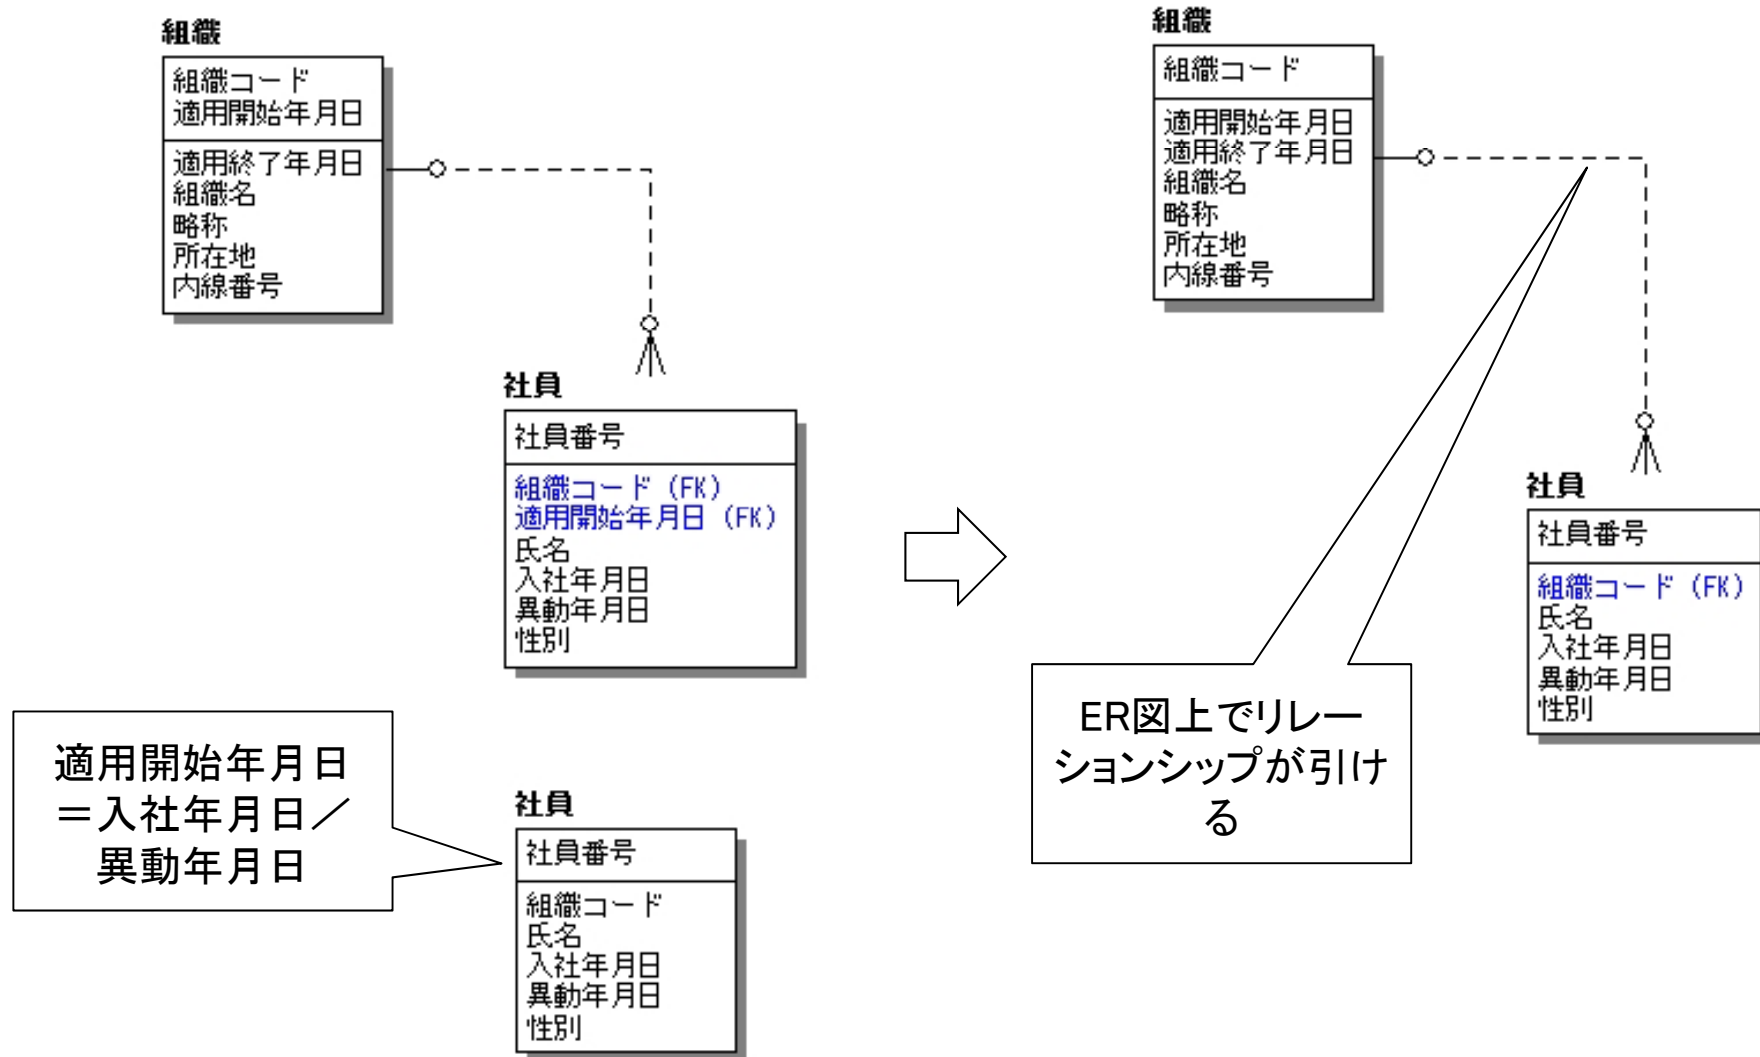 組織
組織コード
適用開始年月日
適用終了年月日
組織名
略称
所在地
内線番号
社員
社員番号
組織コード (FK)
適用開始年月日 (FK)
氏名
入社年月日
異動年月日
性別
適用開始年月日
＝入社年月日／
異動年月日
社員
社員番号
組織コード
氏名
入社年月日
異動年月日
性別
組織
組織コード
適用開始年月日
適用終了年月日
組織名
略称
所在地
内線番号
ER図上でリレー
ションシップが引け
る
社員
社員番号
組織コード (FK)
氏名
入社年月日
異動年月日
性別